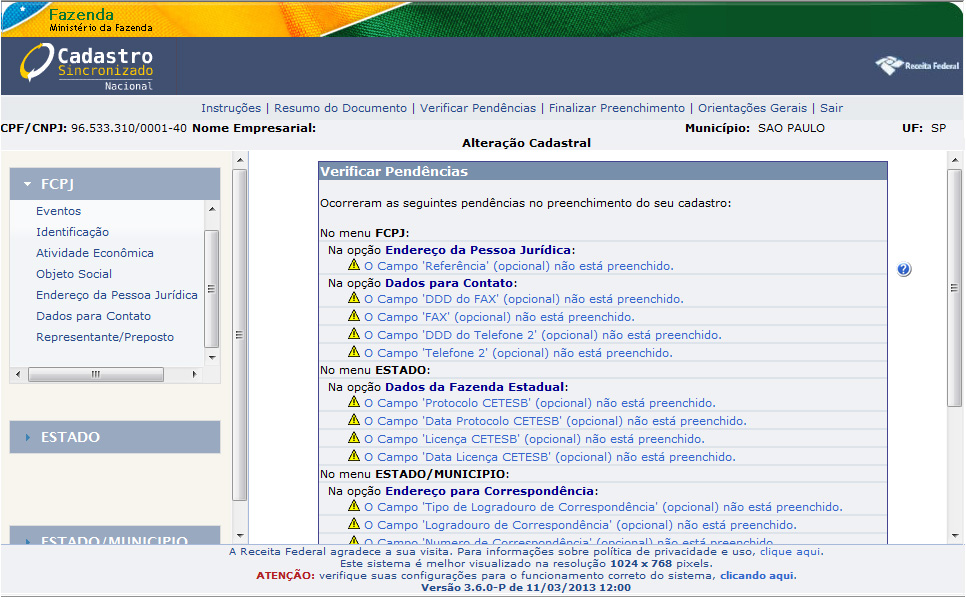 Fazenda
Ministério da Fazenda
Cadastro
Sincronizado
Nacional
Receita Federal
Instruções | Resumo do Documento | Verificar Pendências | Finalizar Preenchimento | Orientações Gerais | Sair
CPF/CNPJ: 96.533.310/0001-40 Nome Empresarial: Município: SAO PAULO UF: SP
Alteração Cadastral
FCPJ
Eventos
Identificação
Atividade Econômica
Objeto Social
Endereço da Pessoa Jurídica
Dados para Contato
Representante/Preposto
ESTADO
ESTADO/MUNICIPIO
Verificar Pendências
Ocorreram as seguintes pendências no preenchimento do seu cadastro:
No menu FCPJ:
Na opção Endereço da Pessoa Jurídica:
O Campo 'Referência' (opcional) não está preenchido.
Na opção Dados para Contato:
O Campo 'DDD do FAX' (opcional) não está preenchido.
O Campo 'FAX' (opcional) não está preenchido.
O Campo 'DDD do Telefone 2' (opcional) não está preenchido.
O Campo 'Telefone 2' (opcional) não está preenchido.
No menu ESTADO:
Na opção Dados da Fazenda Estadual:
O Campo 'Protocolo CETESB' (opcional) não está preenchido.
O Campo 'Data Protocolo CETESB' (opcional) não está preenchido.
O Campo 'Licença CETESB' (opcional) não está preenchido.
O Campo 'Data Licença CETESB' (opcional) não está preenchido.
No menu ESTADO/MUNICIPIO:
Na opção Endereço para Correspondência:
O Campo 'Tipo de Logradouro de Correspondência' (opcional) não está preenchido.
O Campo 'Logradouro de Correspondência' (opcional) não está preenchido.
O Campo 'Numero de Correspondência' (opcional) não está preenchido.
A Receita Federal agradece a sua visita. Para informações sobre política de privacidade e uso, clique aqui.
Este sistema é melhor visualizado na resolução 1024 x 768 pixels.
ATENÇÃO: verifique suas configurações para o funcionamento correto do sistema, clicando aqui.
Versão 3.6.0-P de 11/03/2013 12:00